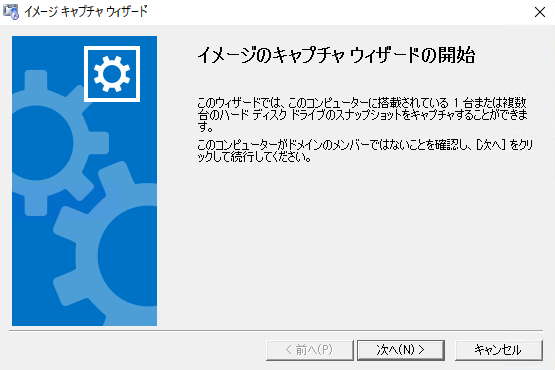 イメージ キャプチャ ウィザード
イメージのキャプチャ ウィザードの開始
このウィザードでは、このコンピューターに搭載されている 1 台または複数
台のハード ディスク ドライブのスナップショットをキャプチャすることができま
す。
このコンピューターがドメインのメンバーではないことを確認し、[次へ] をクリ
ックして続行してください。
< 前へ(P)
次へ(N) >
キャンセル